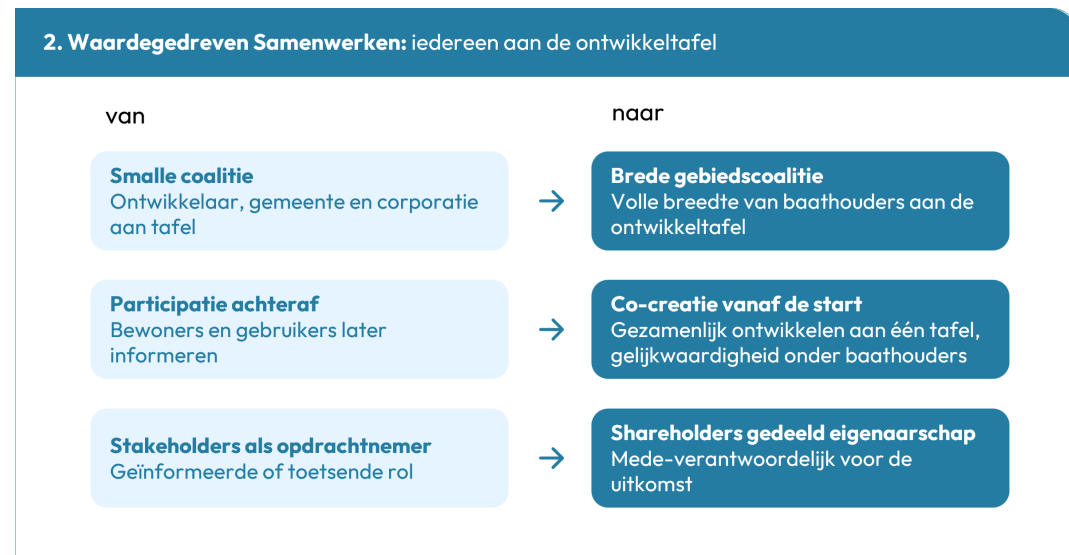 2. Waardegedreven Samenwerken: iedereen aan de ontwikkeltafel
van
naar
Smalle coalitie
Ontwikkelaar, gemeente en corporatie
aan tafel
Brede gebiedscoalitie
Volle breedte van baathouders aan de
ontwikkeltafel
Participatie achteraf
Bewoners en gebruikers later
informeren
Co-creatie vanaf de start
Gezamenlijk ontwikkelen aan één tafel,
gelijkwaardigheid onder baathouders
Stakeholders als opdrachtnemer
Geïnformeerde of toetsende rol
Shareholders gedeeld eigenaarschap
Mede-verantwoordelijk voor de
uitkomst